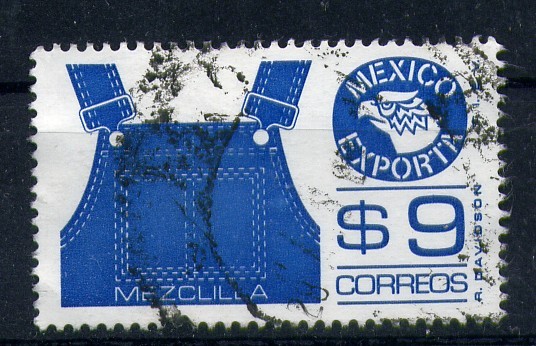 MEXICO
EXPORTA
$9
CORREOS
MEZCLILLA
R. DAVIDSON